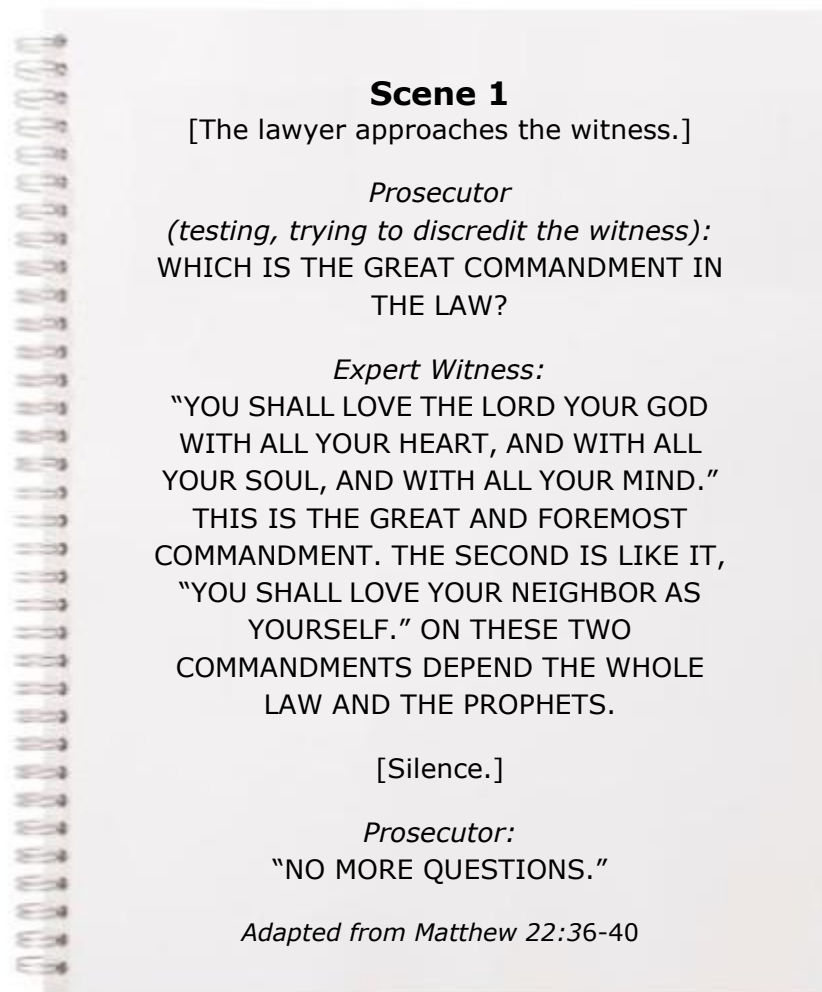 Scene 1
[The lawyer approaches the witness.]
Prosecutor
(testing, trying to discredit the witness):
WHICH IS THE GREAT COMMANDMENT IN
THE LAW?
Expert Witness:
“YOU SHALL LOVE THE LORD YOUR GOD
WITH ALL YOUR HEART, AND WITH ALL
YOUR SOUL, AND WITH ALL YOUR MIND.”
THIS IS THE GREAT AND FOREMOST
COMMANDMENT. THE SECOND IS LIKE IT,
“YOU SHALL LOVE YOUR NEIGHBOR AS
YOURSELF.” ON THESE TWO
COMMANDMENTS DEPEND THE WHOLE
LAW AND THE PROPHETS.
[Silence.]
Prosecutor:
“NO MORE QUESTIONS.”
Adapted from Matthew 22:36-40